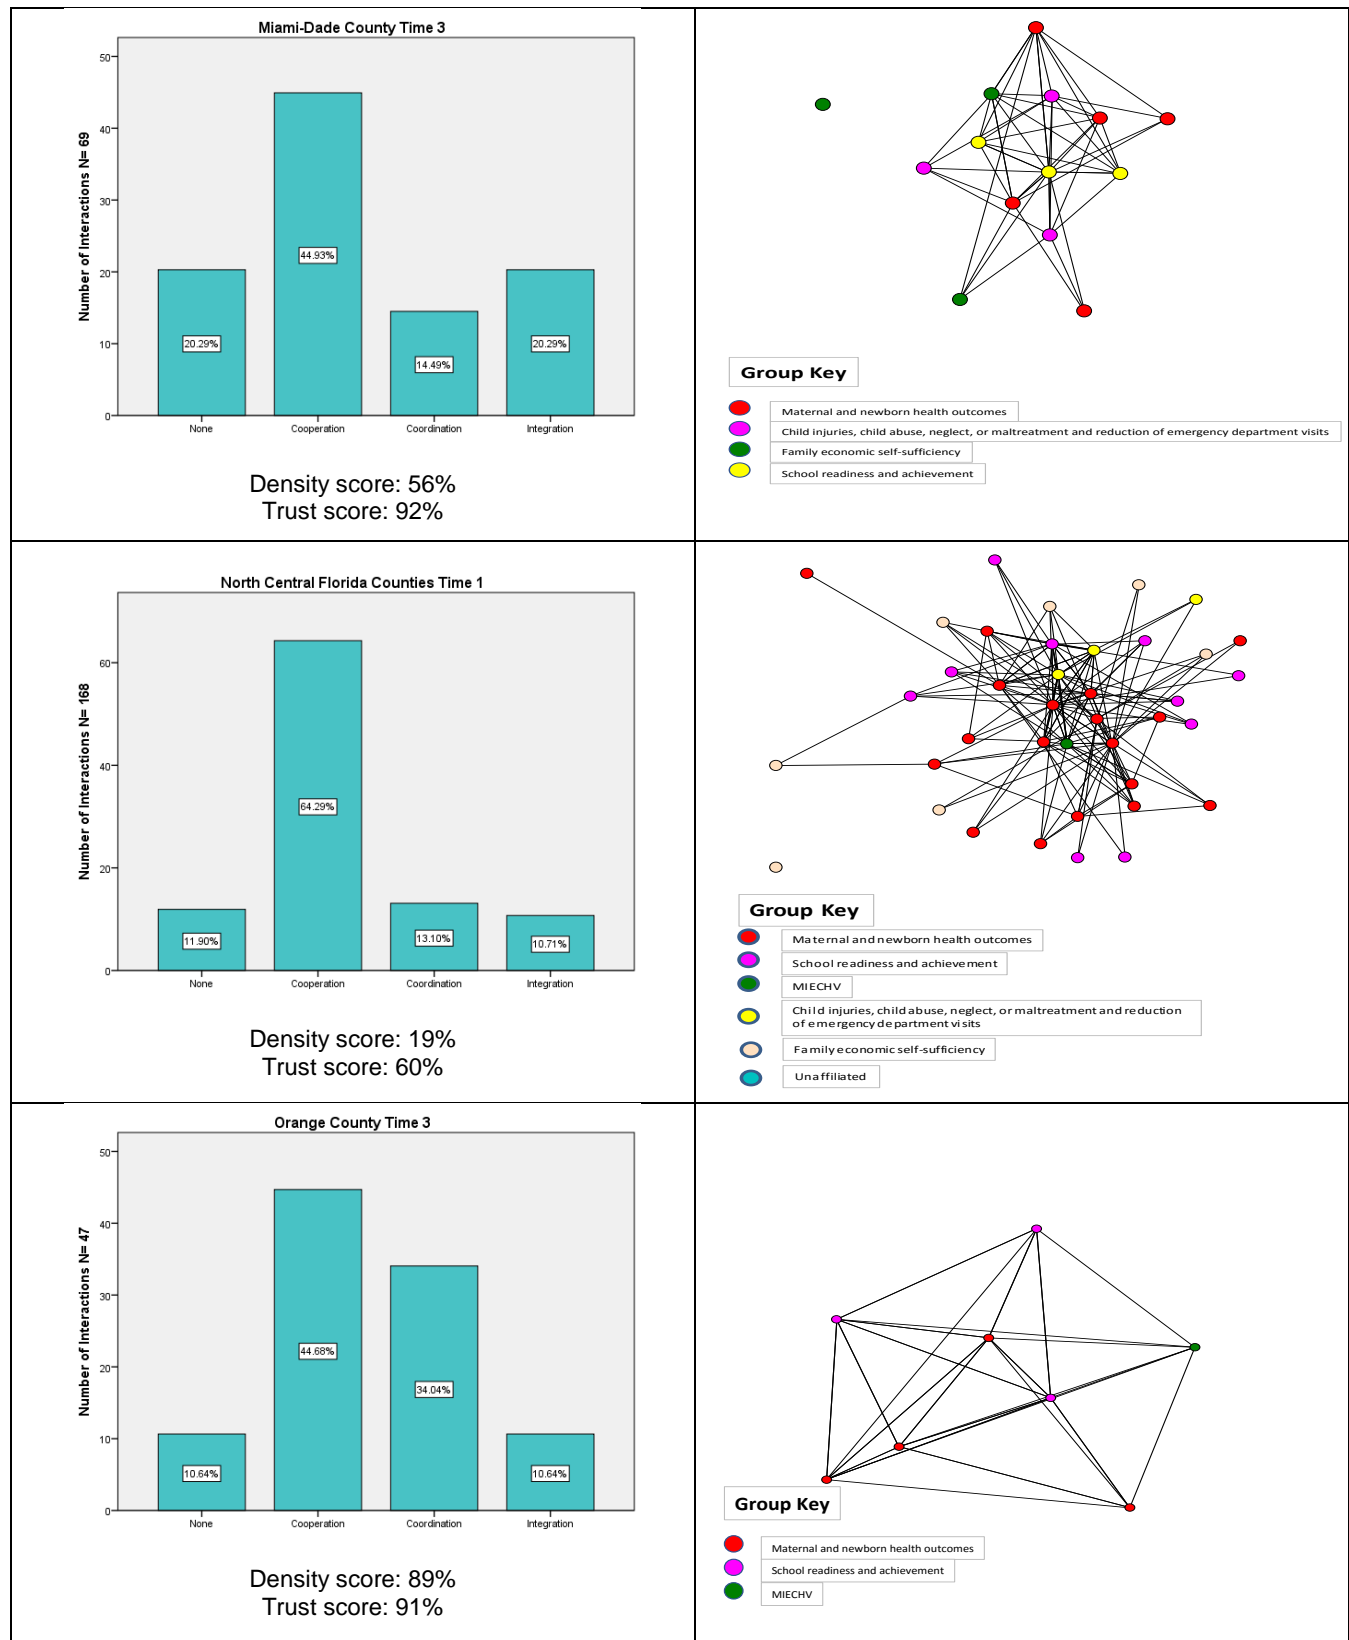 Miami-Dade County Time 3
Number of Interactions N= 69
50
40
30
20
10
0
20.29%
44.93%
14.49%
20.29%
None
Cooperation
Coordination
Integration
Density score: 56%
Trust score: 92%
Group Key
Maternal and newborn health outcomes
Child injuries, child abuse, neglect, or maltreatment and reduction of emergency department visits
Family economic self-sufficiency
School readiness and achievement
North Central Florida Counties Time 1
Number of Interactions N= 168
60
40
20
0
11.90%
64.29%
13.10%
10.71%
None
Cooperation
Coordination
Integration
Density score: 19%
Trust score: 60%
Group Key
Maternal and newborn health outcomes
School readiness and achievement
MIECHV
Child injuries, child abuse, neglect, or maltreatment and reduction
of emergency department visits
Family economic self-sufficiency
Unaffiliated
Orange County Time 3
Number of Interactions N= 47
50
40
30
20
10
0
10.64%
44.68%
34.04%
10.64%
None
Cooperation
Coordination
Integration
Density score: 89%
Trust score: 91%
Group Key
Maternal and newborn health outcomes
School readiness and achievement
MIECHV